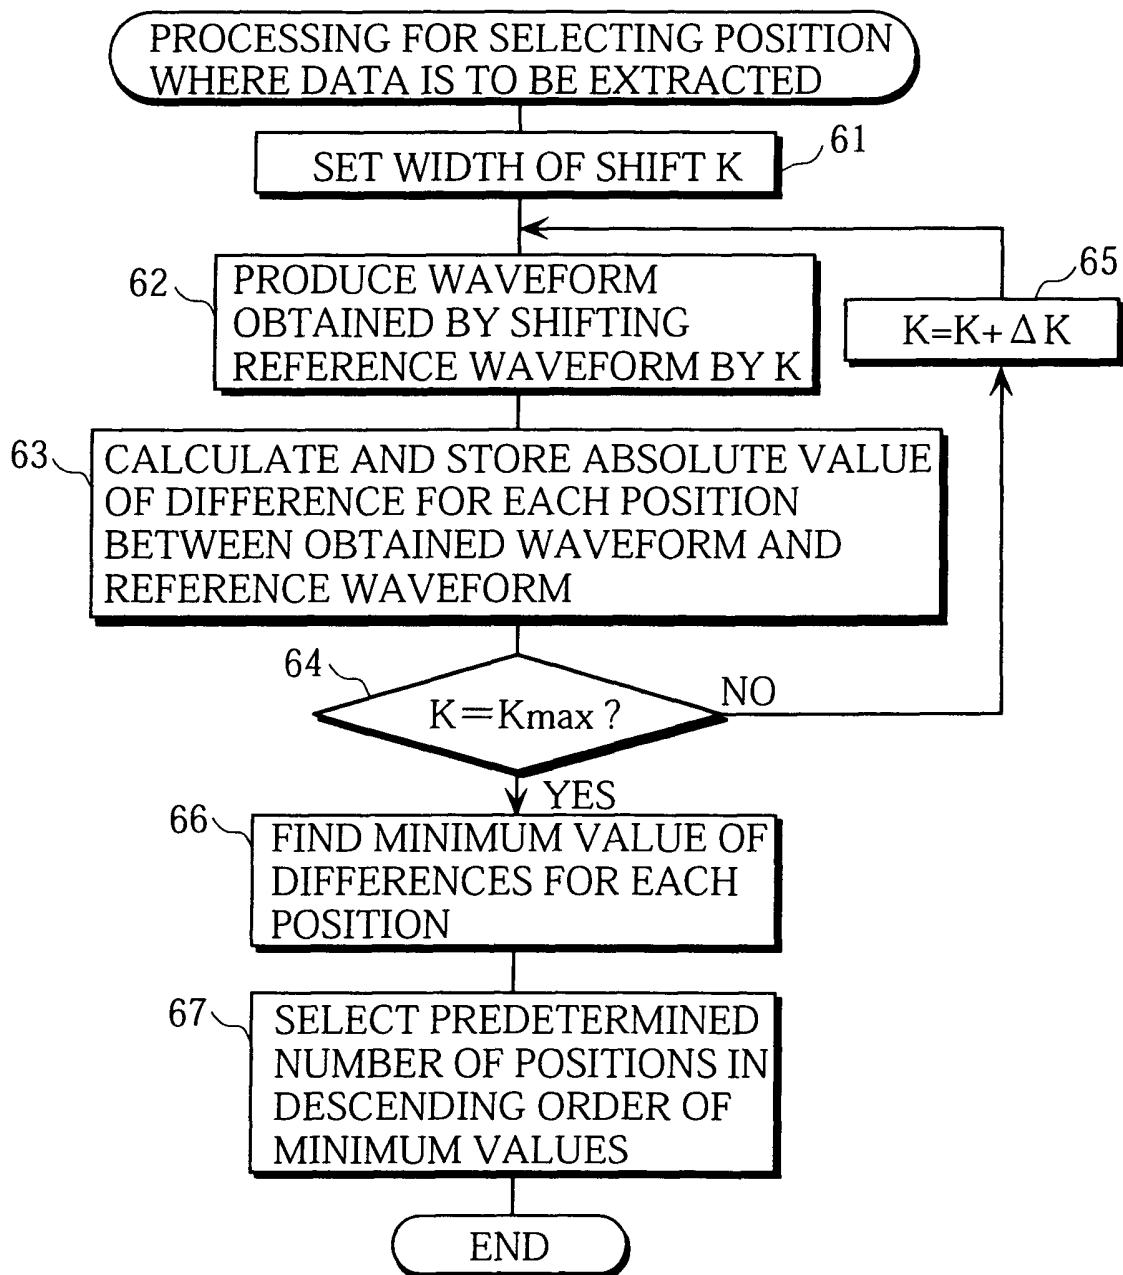 PROCESSING FOR SELECTING POSITION
WHERE DATA IS TO BE EXTRACTED
61
SET WIDTH OF SHIFT K
62
PRODUCE WAVEFORM
OBTAINED BY SHIFTING
REFERENCE WAVEFORM BY K
65
K=K+ Δ K
63
CALCULATE AND STORE ABSOLUTE VALUE
OF DIFFERENCE FOR EACH POSITION
BETWEEN OBTAINED WAVEFORM AND
REFERENCE WAVEFORM
64
K=Kmax ?
NO
YES
66
FIND MINIMUM VALUE OF
DIFFERENCES FOR EACH
POSITION
67
SELECT PREDETERMINED
NUMBER OF POSITIONS IN
DESCENDING ORDER OF
MINIMUM VALUES
END